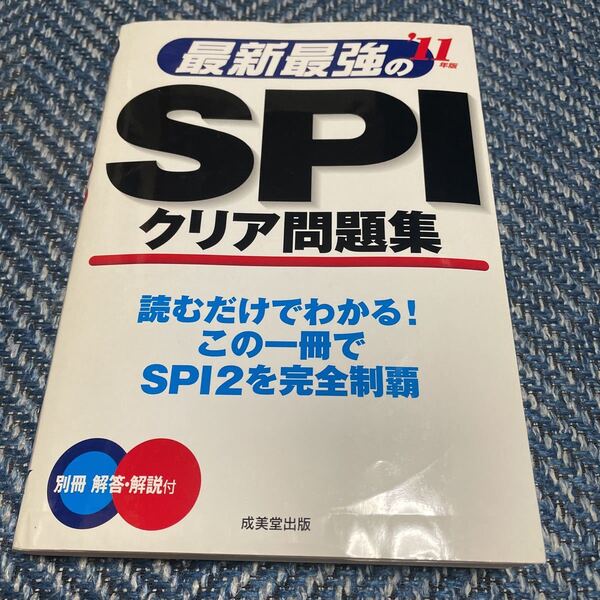 最新最強の
'11
年版
SPI
クリア問題集
読むだけでわかる!
この一冊で
SPI2を完全制覇
別冊 解答・解説付
成美堂出版